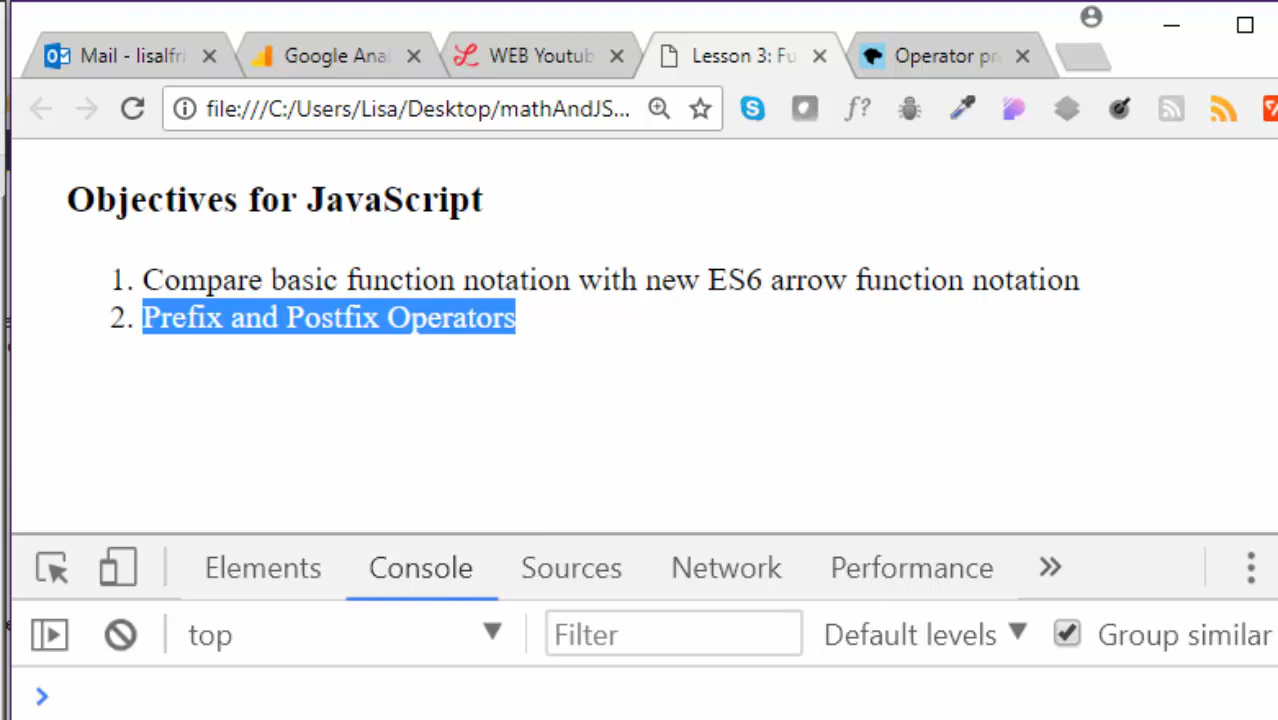 Mail - lisalfri
Google Anal
WEB Youtub
Lesson 3: Fu
Operator pr
file:///C:/Users/Lisa/Desktop/mathAndJS...
f?
Objectives for JavaScript
1. Compare basic function notation with new ES6 arrow function notation
2. Prefix and Postfix Operators
Elements
Console
Sources
Network
Performance
top
Filter
Default levels
Group similar